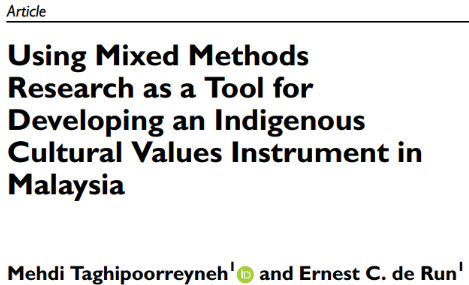 Article
Using Mixed Methods
Research as a Tool for
Developing an Indigenous
Cultural Values Instrument in
Malaysia
Mehdi Taghipoorreyneh¹ iD and Ernest C. de Run¹